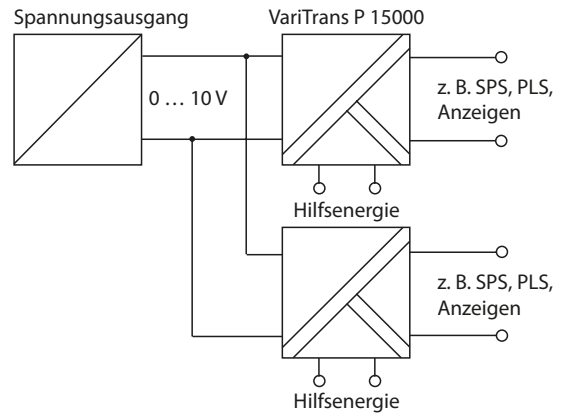 Spannungsausgang
VariTrans P 15000
0 … 10 V
z. B. SPS, PLS,
Anzeigen
Hilfsenergie
z. B. SPS, PLS,
Anzeigen
Hilfsenergie